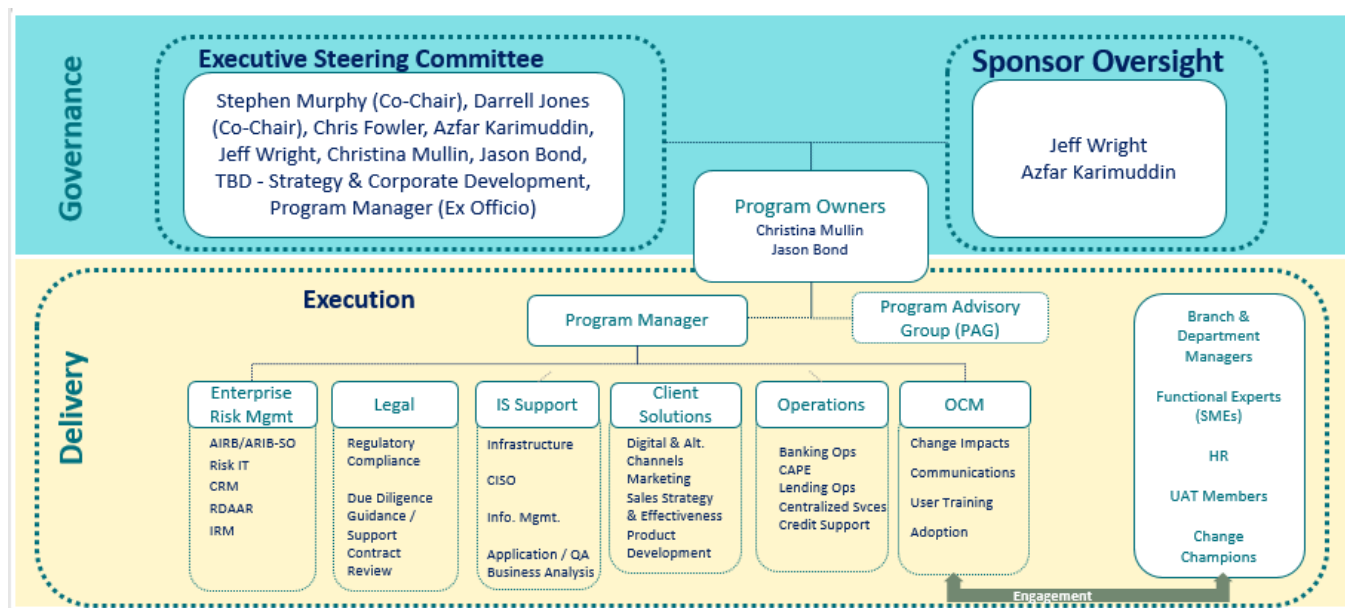 Governance
Executive Steering Committee
Stephen Murphy (Co-Chair), Darrell Jones
(Co-Chair), Chris Fowler, Azfar Karimuddin,
Jeff Wright, Christina Mullin, Jason Bond,
TBD - Strategy & Corporate Development,
Program Manager (Ex Officio)
Sponsor Oversight
Jeff Wright
Azfar Karimuddin
Program Owners
Christina Mullin
Jason Bond
Delivery
Execution
Program Manager
Program Advisory
Group (PAG)
Enterprise
Risk Mgmt
AIRB/ARIB-SO
Risk IT
CRM
RDAAR
IRM
Legal
Regulatory
Compliance
Due Diligence
Guidance /
Support
Contract
Review
IS Support
Infrastructure
CISO
Info. Mgmt.
Application / QA
Business Analysis
Client
Solutions
Digital & Alt.
Channels
Marketing
Sales Strategy
& Effectiveness
Product
Development
Operations
Banking Ops
CAPE
Lending Ops
Centralized Svces
Credit Support
OCM
Change Impacts
Communications
User Training
Adoption
Branch &
Department
Managers
Functional Experts
(SMEs)
HR
UAT Members
Change
Champions
Engagement